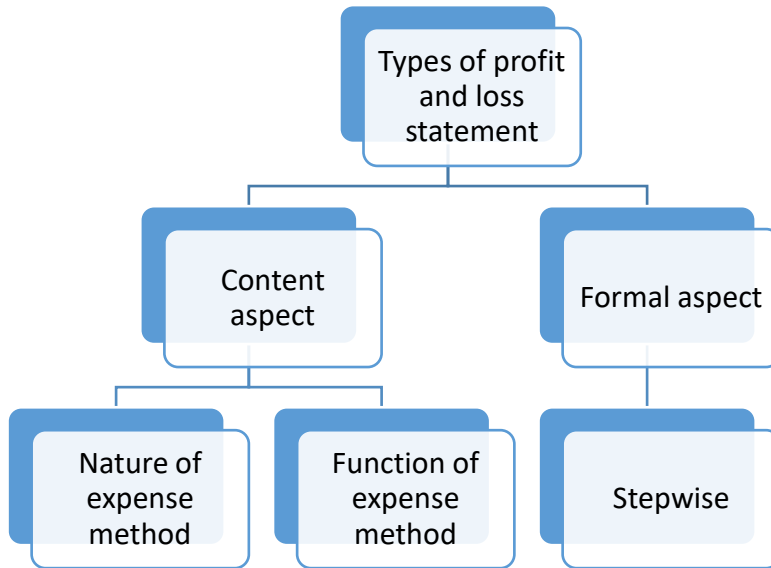 Types of profit
and loss
statement
Content
aspect
Formal aspect
Nature of
expense
method
Function of
expense
method
Stepwise